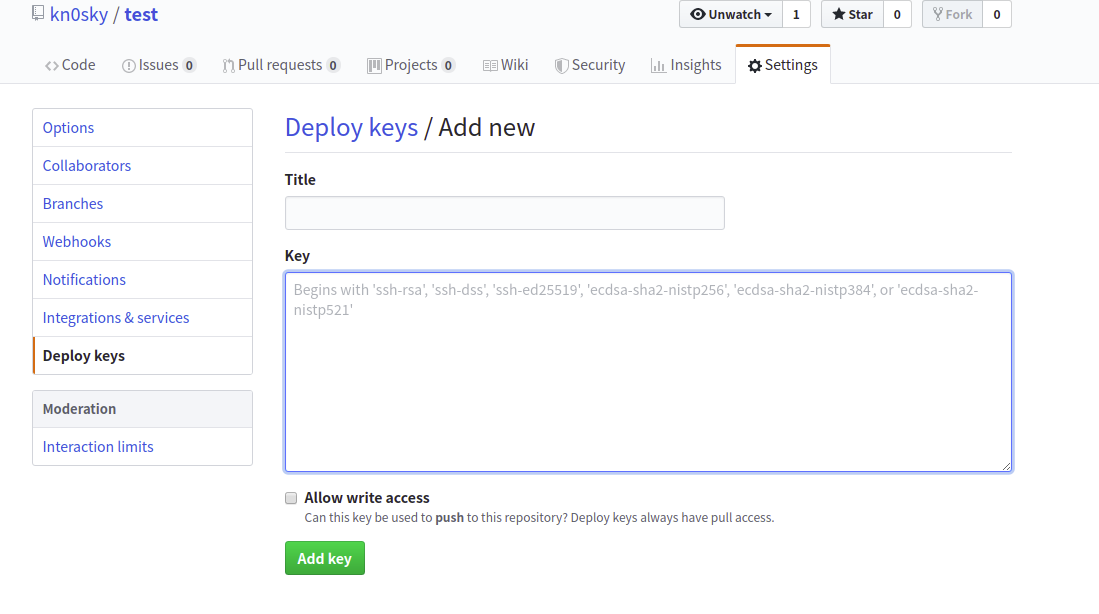 kn0sky / test
Unwatch 1 Star 0 Fork 0
Code Issues 0 Pull requests 0 Projects 0 Wiki Security Insights Settings
Options
Collaborators
Branches
Webhooks
Notifications
Integrations & services
Deploy keys
Moderation
Interaction limits
Deploy keys / Add new
Title
Key
Begins with 'ssh-rsa', 'ssh-dss', 'ssh-ed25519', 'ecdsa-sha2-nistp256', 'ecdsa-sha2-nistp384', or 'ecdsa-sha2-
nistp521'
Allow write access
Can this key be used to push to this repository? Deploy keys always have pull access.
Add key